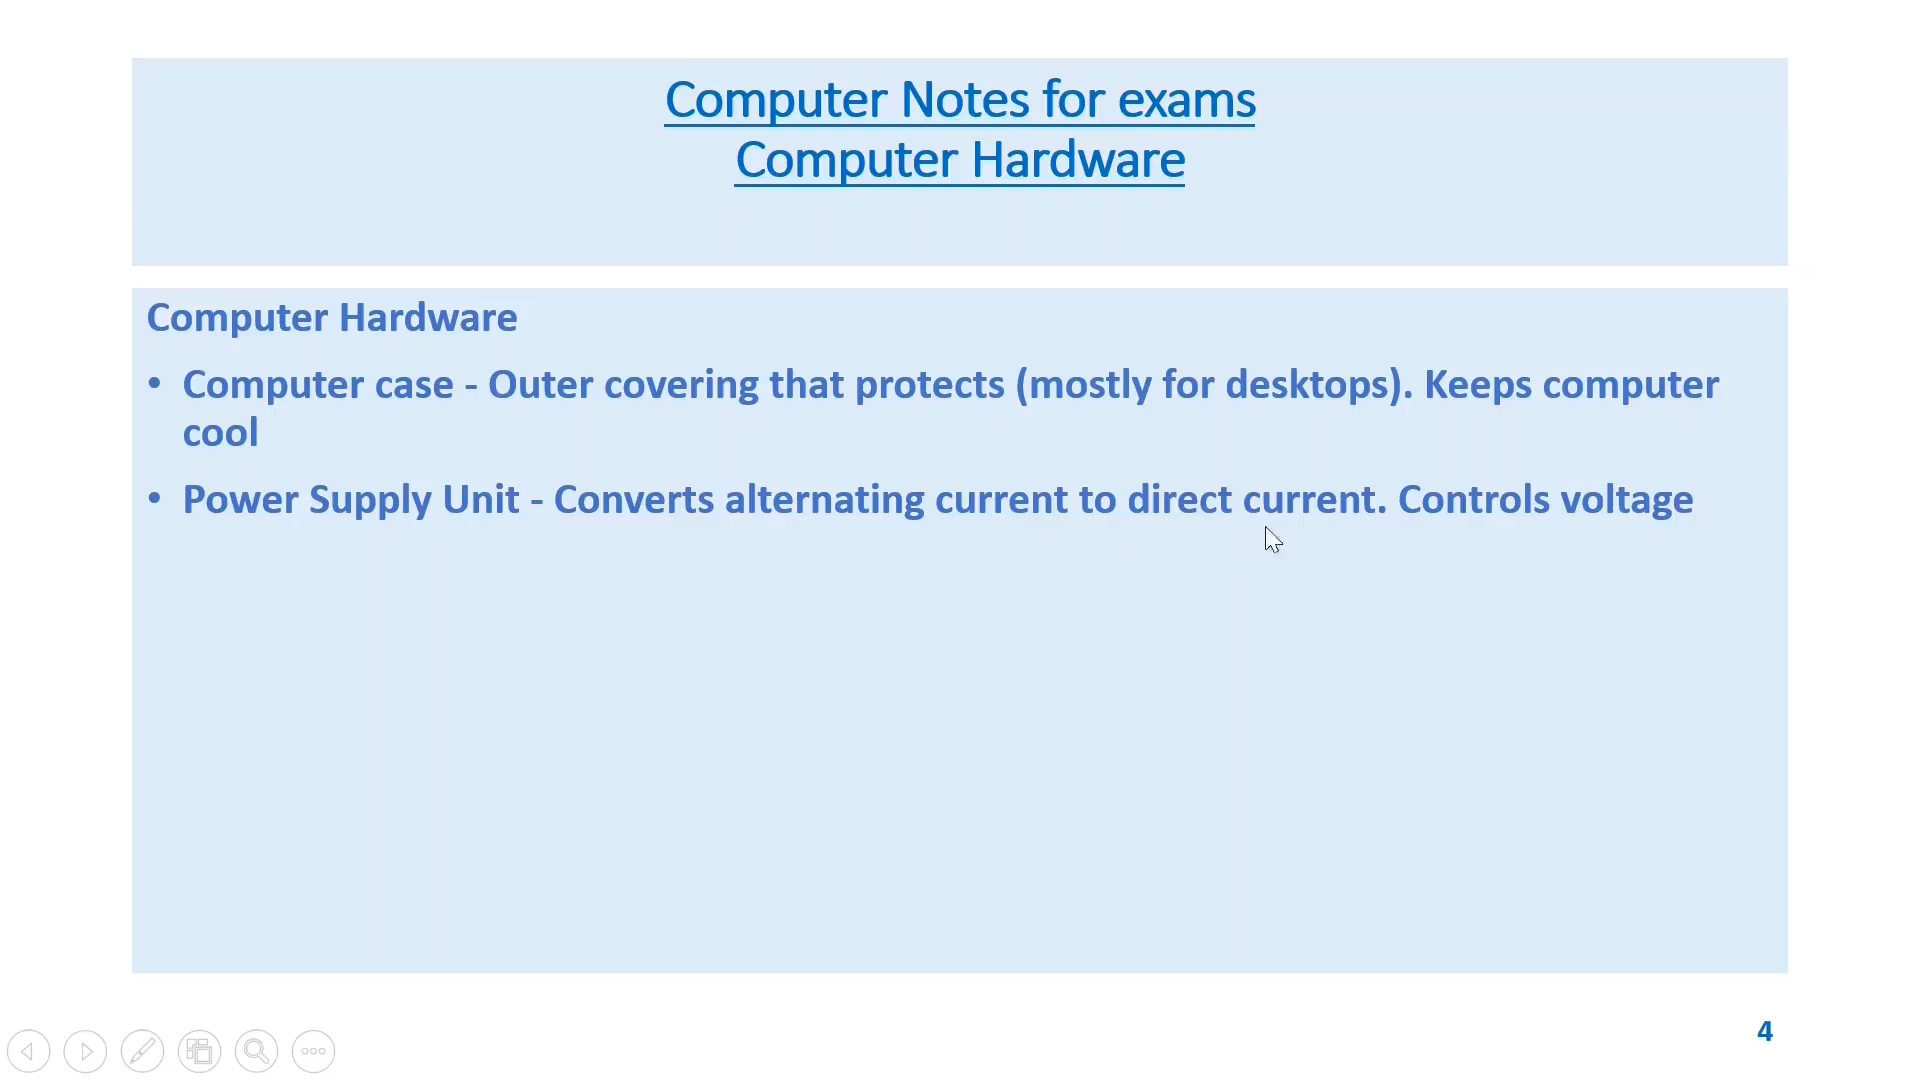 Computer Notes for exams
Computer Hardware
Computer Hardware
• Computer case - Outer covering that protects (mostly for desktops). Keeps computer
cool
• Power Supply Unit - Converts alternating current to direct current. Controls voltage
4